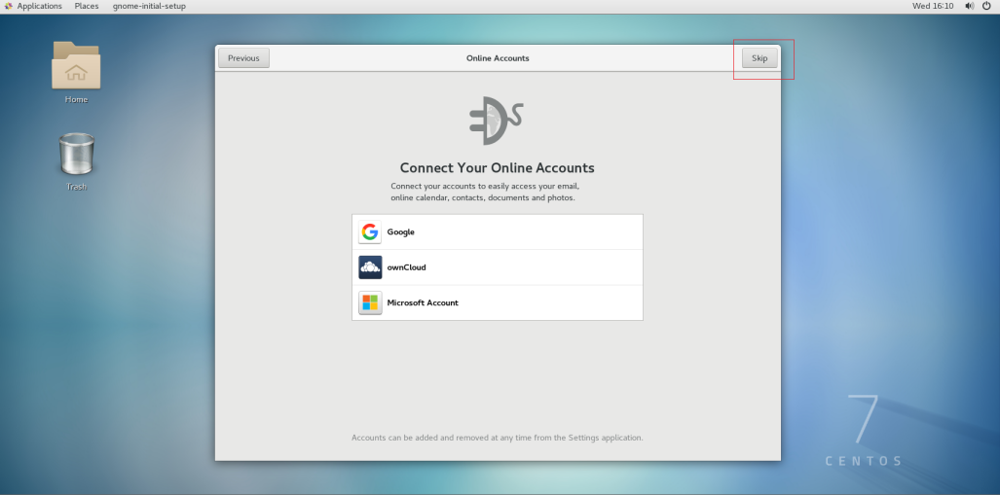 Applications Places gnome-initial-setup Wed 16:10
Home
Trash
Previous Online Accounts Skip
Connect Your Online Accounts
Connect your accounts to easily access your email,
online calendar, contacts, documents and photos.
Google
ownCloud
Microsoft Account
Accounts can be added and removed at any time from the Settings application.
7
CENTOS